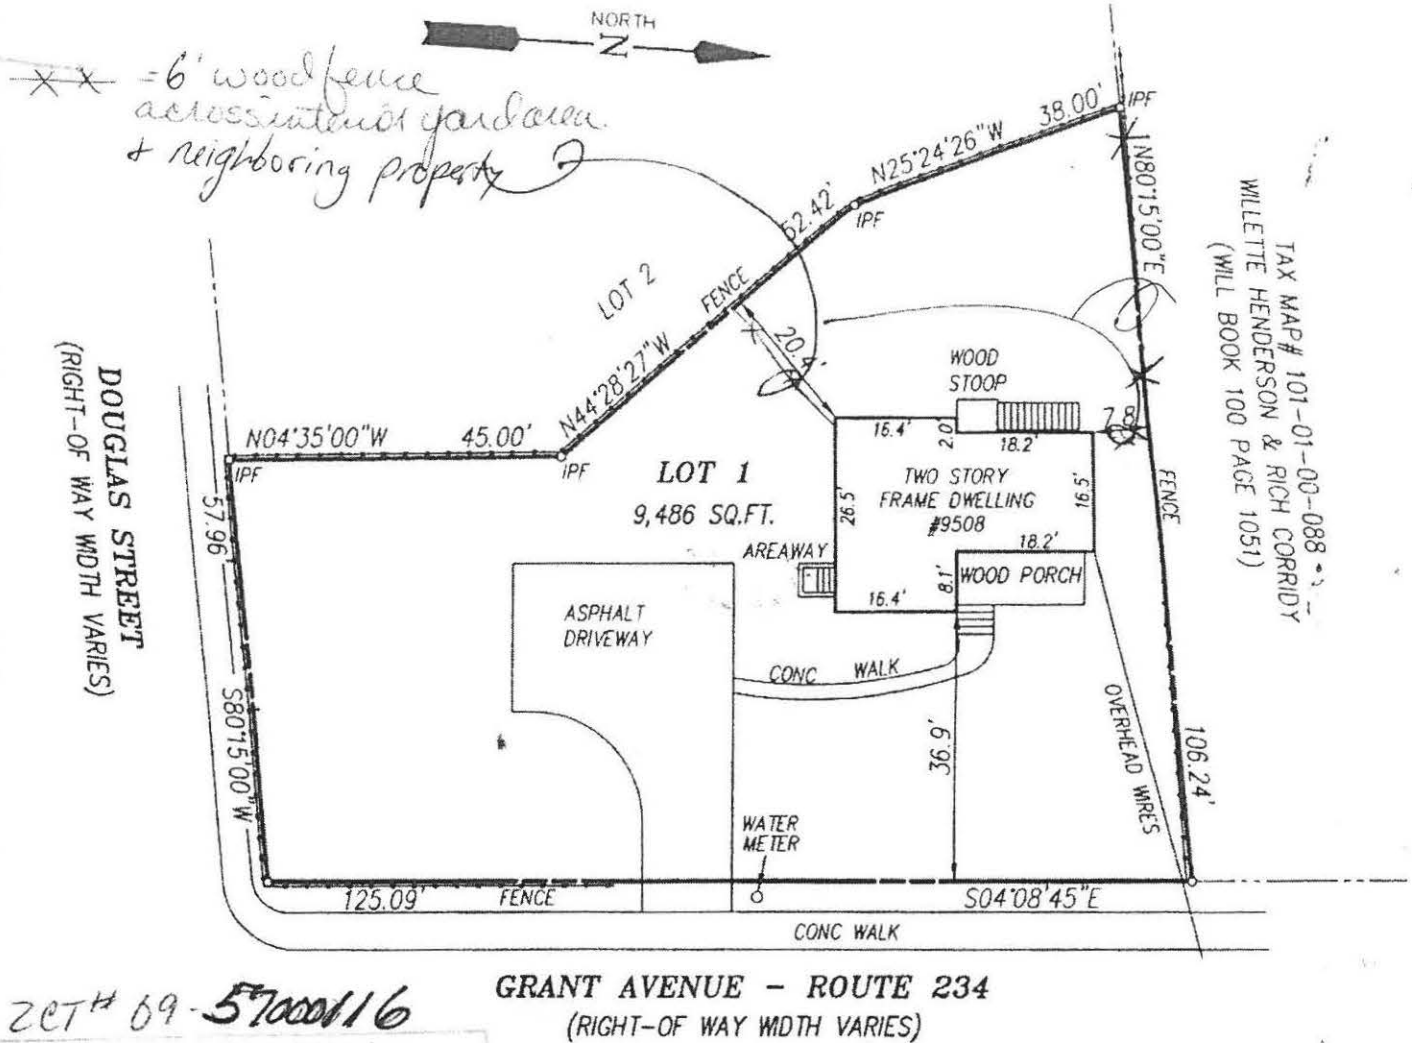 NORTH
N
= 6' wood fence
across interior yard area
& neighboring property
38.00'
IPF
N25°24'26"W
52.42'
IPF
N80°15'00"E
TAX MAP# 101-01-00-088
WILLETTE HENDERSON & RICH CORRIDY
(WILL BOOK 100 PAGE 1051)
LOT 2
FENCE
20.4'
WOOD
STOOP
7.8
N44°28'27"W
DOUGLAS STREET
(RIGHT-OF WAY WIDTH VARIES)
N04°35'00"W
45.00'
IPF
IPF
16.4'
2.0'
18.2'
LOT 1
9,486 SQ.FT.
TWO STORY
FRAME DWELLING
#9508
26.5'
16.5'
FENCE
57.96'
18.2'
AREAWAY
WOOD PORCH
8.1'
16.4'
ASPHALT
DRIVEWAY
CONC WALK
S80°15'00"W
36.9'
OVERHEAD WIRES
106.24'
WATER
METER
125.09'
FENCE
S04°08'45"E
CONC WALK
GRANT AVENUE - ROUTE 234
(RIGHT-OF WAY WIDTH VARIES)
ZCT# 09-57000116